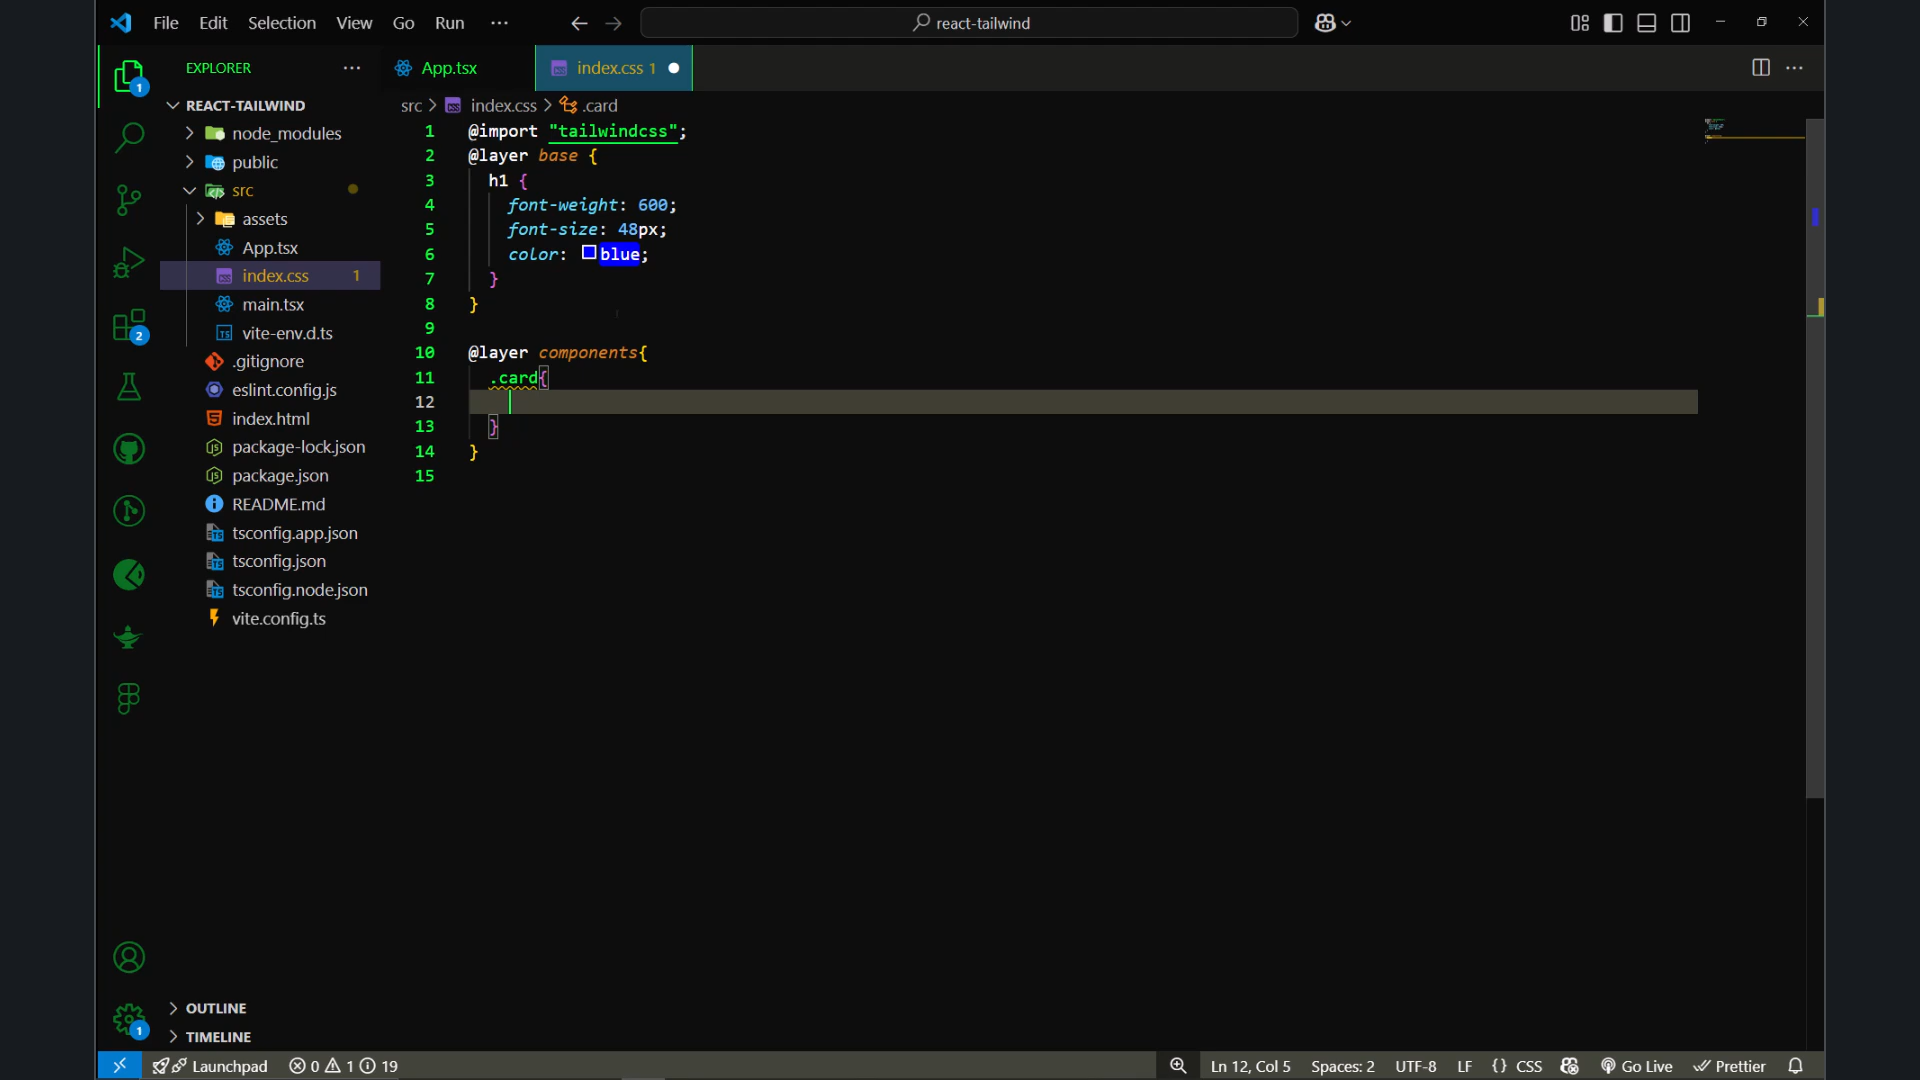 File Edit Selection View Go Run ··· react-tailwind
EXPLORER ···
App.tsx
index.css 1
REACT-TAILWIND
node_modules
public
src
assets
App.tsx
index.css 1
main.tsx
vite-env.d.ts
.gitignore
eslint.config.js
index.html
package-lock.json
package.json
README.md
tsconfig.app.json
tsconfig.json
tsconfig.node.json
vite.config.ts
OUTLINE
TIMELINE
1
2
1
src > index.css > .card
1 @import "tailwindcss";
2 @layer base {
3 h1 {
4 font-weight: 600;
5 font-size: 48px;
6 color: blue;
7 }
8 }
9
10 @layer components{
11 .card{
12
13 }
14 }
15
Launchpad 0 1 19 Ln 12, Col 5 Spaces: 2 UTF-8 LF {} CSS Go Live Prettier